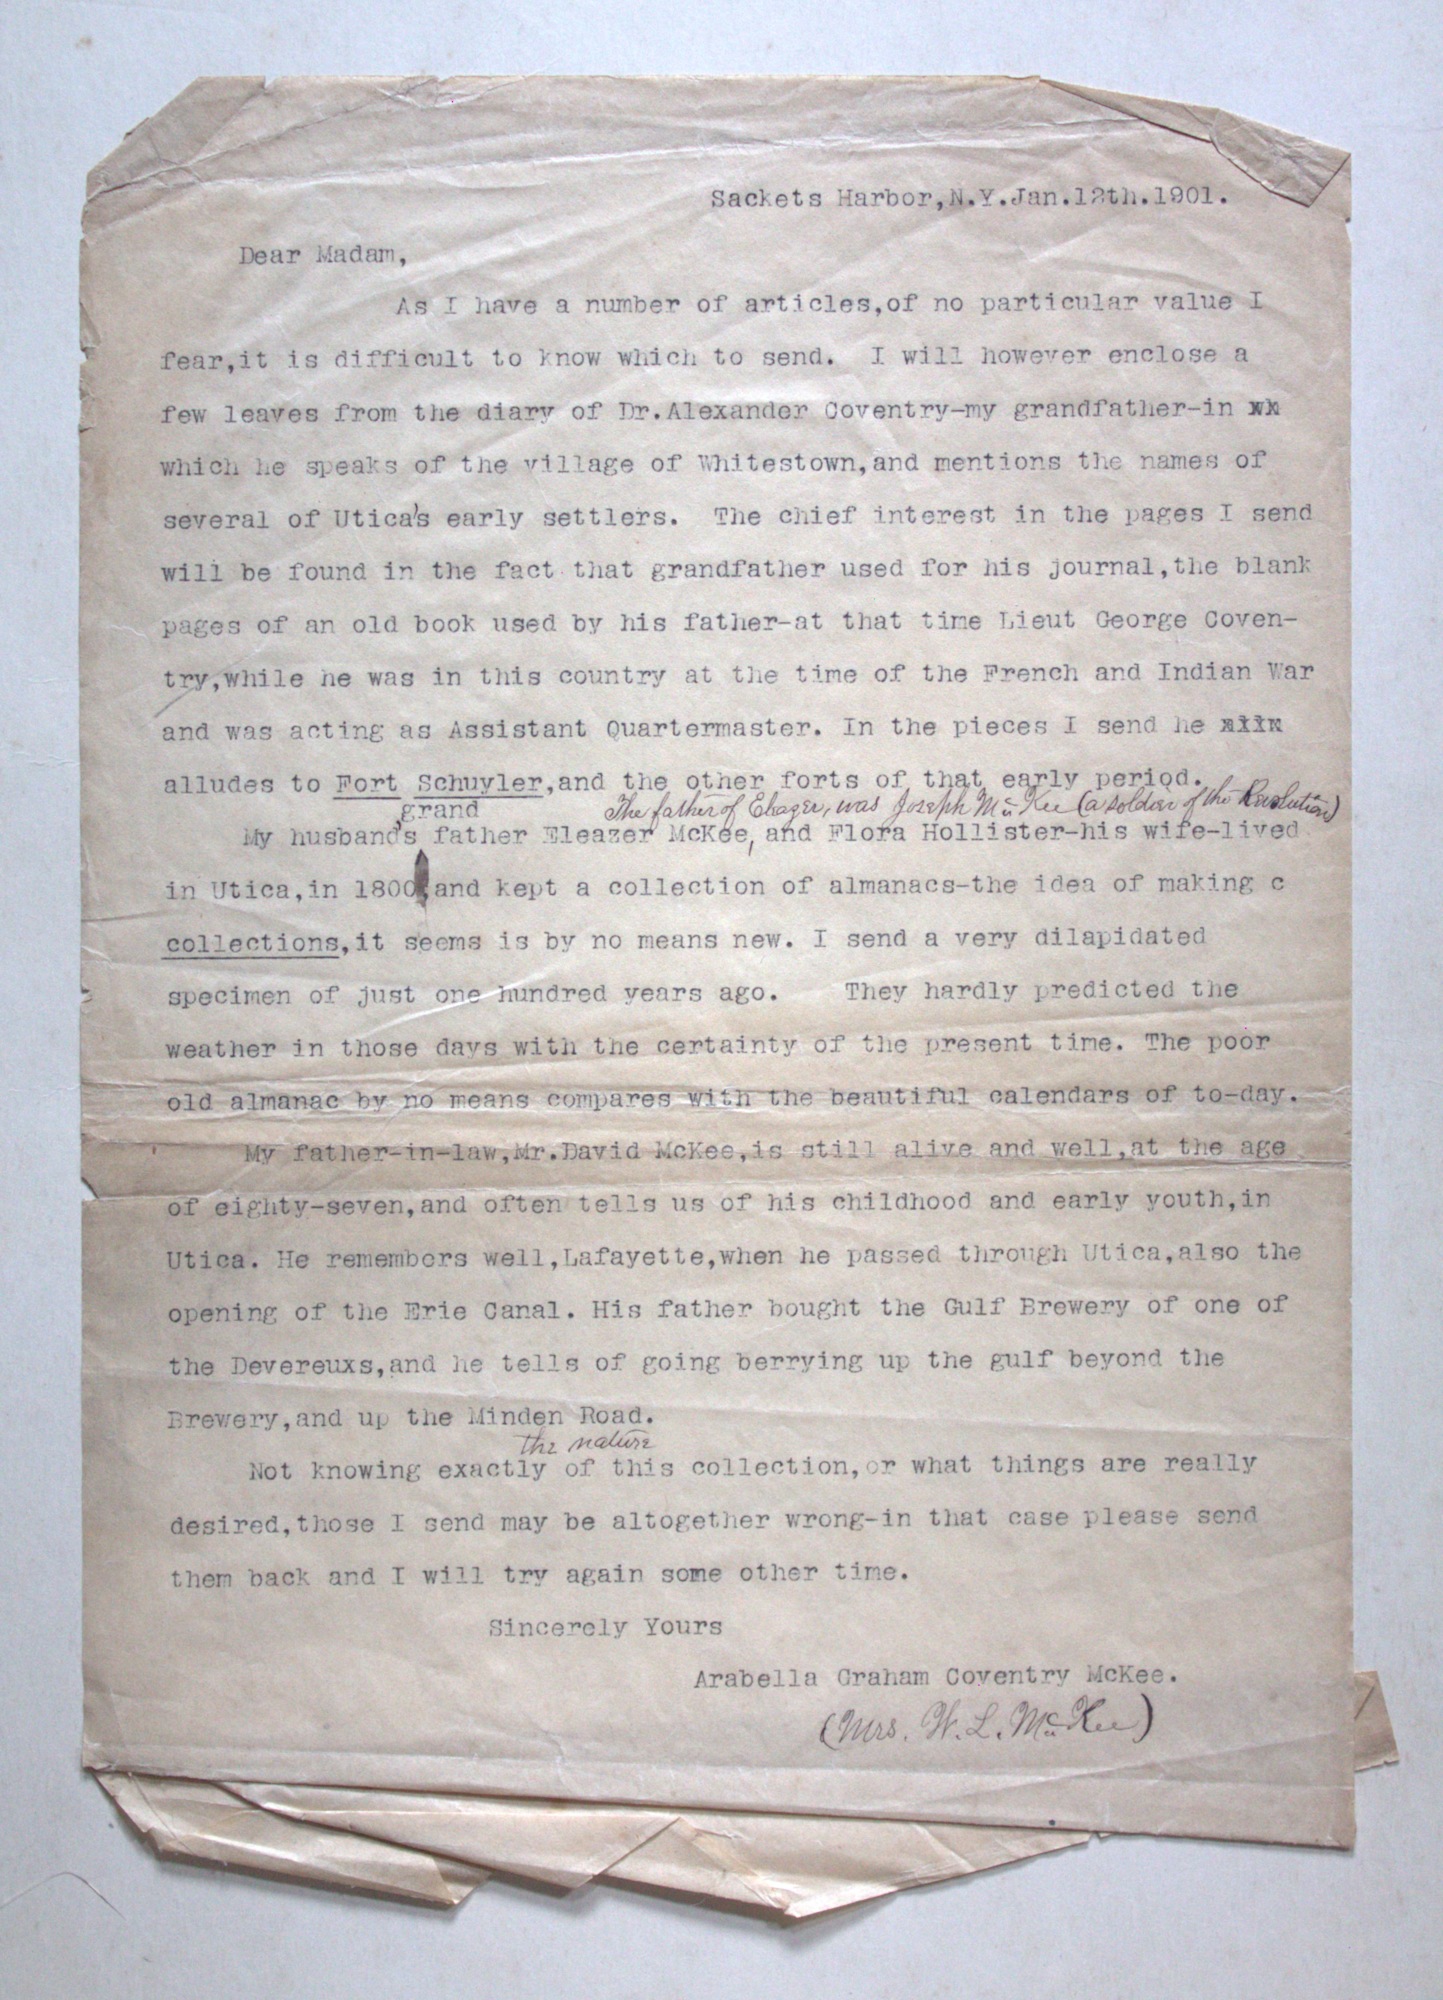 Sackets Harbor,N.Y.Jan.12th.1901.
Dear Madam,
As I have a number of articles,of no particular value I
fear,it is difficult to know which to send. I will however enclose a
few leaves from the diary of Dr.Alexander Coventry-my grandfather-in
which he speaks of the village of Whitestown,and mentions the names of
several of Utica's early settlers. The chief interest in the pages I send
will be found in the fact that grandfather used for his journal,the blank
pages of an old book used by his father-at that time Lieut George Coven-
try,while he was in this country at the time of the French and Indian War
and was acting as Assistant Quartermaster. In the pieces I send he
alludes to Fort Schuyler,and the other forts of that early period.
grand The father of Eleazer, was Joseph McKee (a soldier of the Revolution)
My husband's father Eleazer McKee, and Flora Hollister-his wife-lived
in Utica,in 1800,and kept a collection of almanacs-the idea of making c
collections,it seems is by no means new. I send a very dilapidated
specimen of just one hundred years ago. They hardly predicted the
weather in those days with the certainty of the present time. The poor
old almanac by no means compares with the beautiful calendars of to-day.
My father-in-law,Mr.David McKee,is still alive and well,at the age
of eighty-seven,and often tells us of his childhood and early youth,in
Utica. He remembers well,Lafayette,when he passed through Utica,also the
opening of the Erie Canal. His father bought the Gulf Brewery of one of
the Devereuxs,and he tells of going berrying up the gulf beyond the
Brewery,and up the Minden Road.
the nature
Not knowing exactly of this collection,or what things are really
desired,those I send may be altogether wrong-in that case please send
them back and I will try again some other time.
Sincerely Yours
Arabella Graham Coventry McKee.
(Mrs. W. L. McKee)